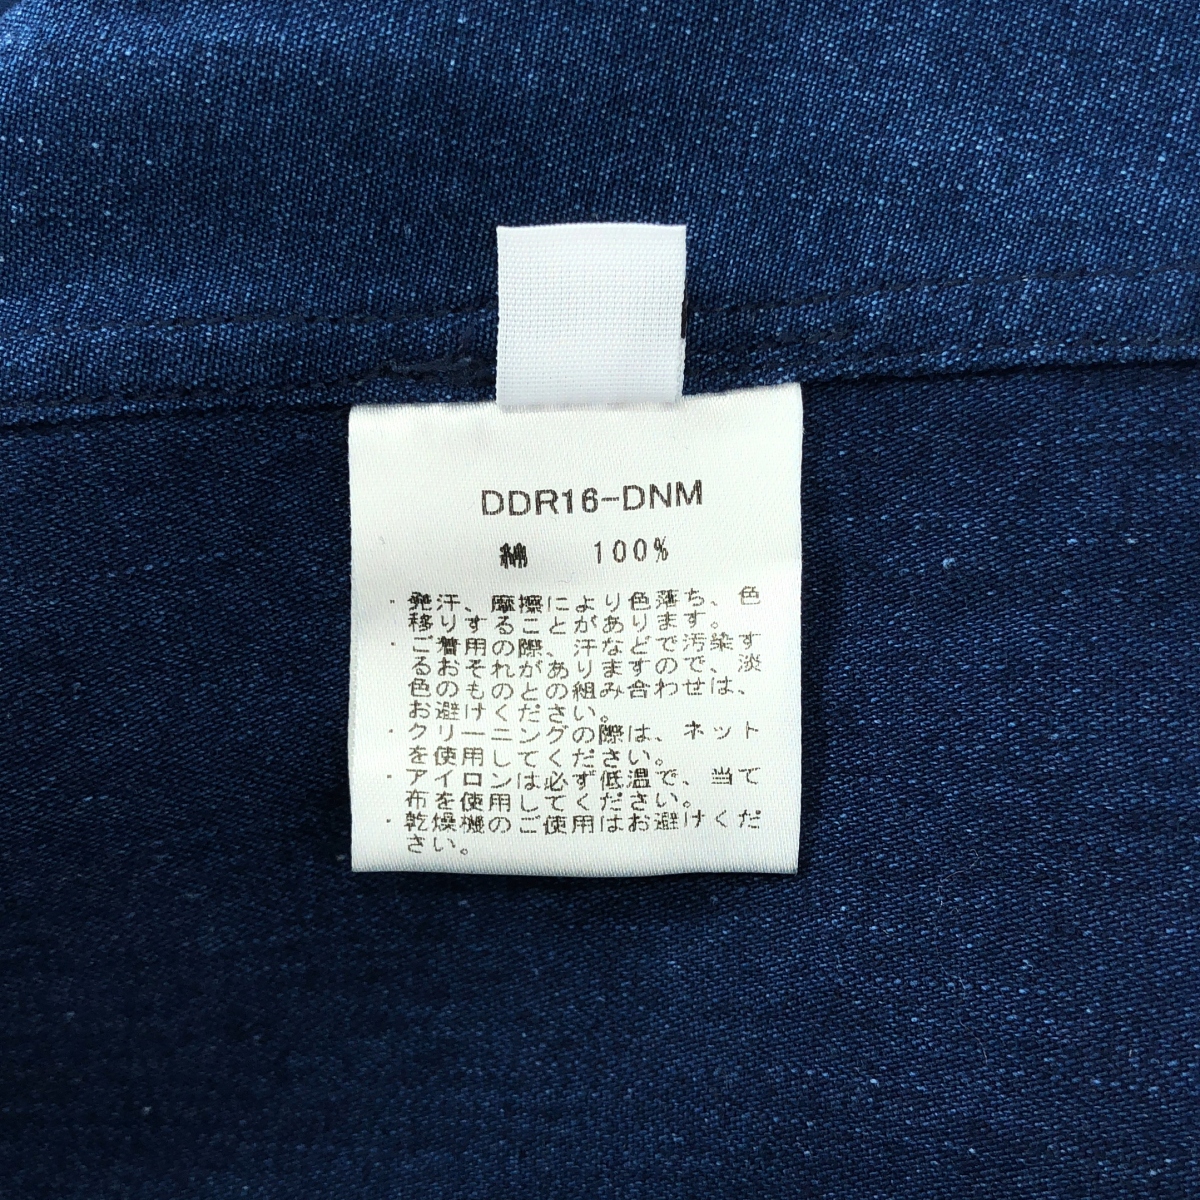 DDR16-DNM
綿 100%
・発汗、摩擦により色落ち、色
移りすることがあります。
・ご着用の際、汗などで汚染す
るおそれがありますので、淡
色のものとの組み合わせは、
お避けください。
・クリーニングの際は、ネット
を使用してください。
・アイロンは必ず低温で、当て
布を使用してください。
・乾燥機のご使用はお避けくだ
さい。